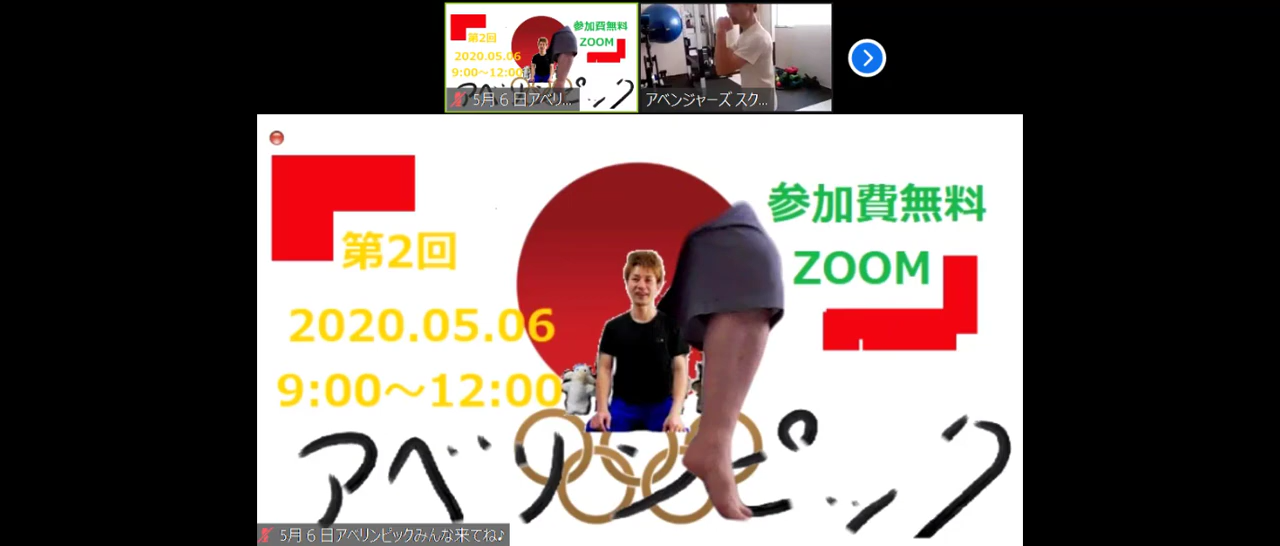 第2回
2020.05.06
9:00～12:00
参加費無料
ZOOM
5月６日アベリ...
アベンジャーズ スク...
第2回
2020.05.06
9:00～12:00
参加費無料
ZOOM
アベリンピック
5月６日アベリンピックみんな来てね♪